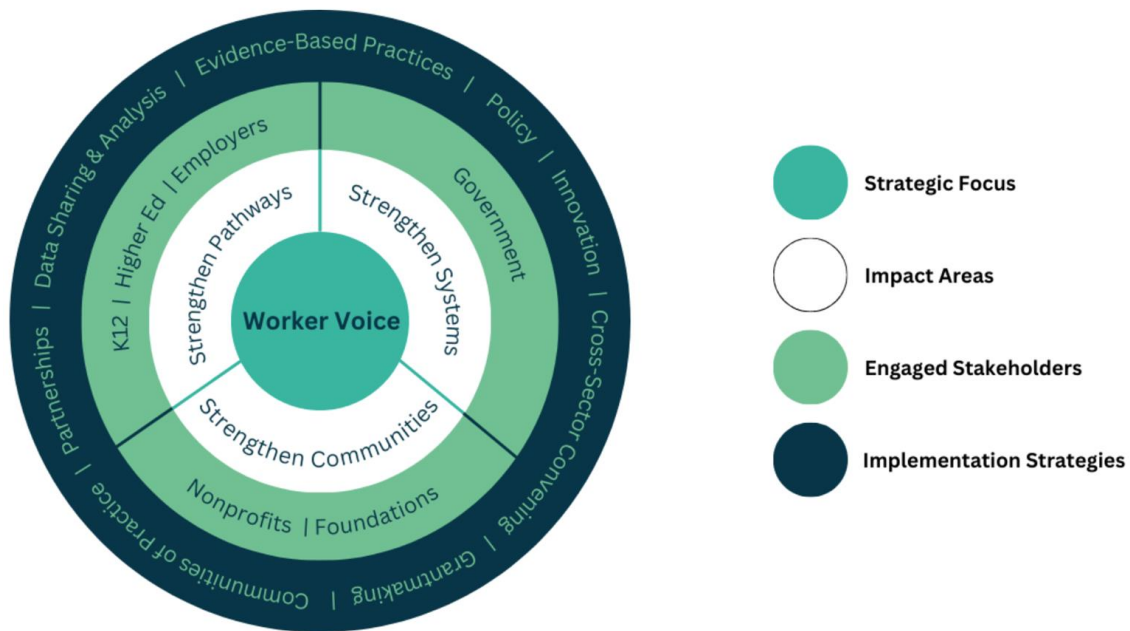 Partnerships | Data Sharing & Analysis | Evidence-Based Practices | Policy | Innovation | Cross-Sector Convening | Grantmaking | Communities of Practice |
K12 | Higher Ed | Employers
Government
Nonprofits | Foundations
Strengthen Pathways
Strengthen Systems
Strengthen Communities
Worker Voice
Strategic Focus
Impact Areas
Engaged Stakeholders
Implementation Strategies